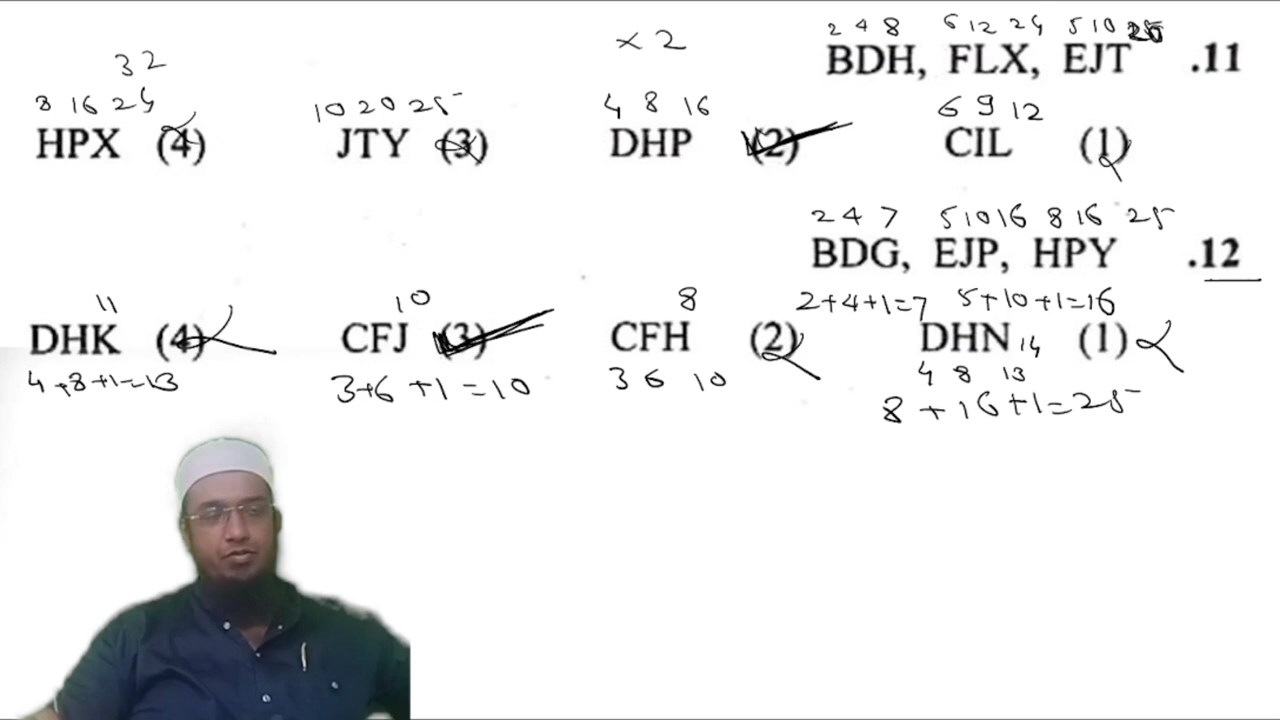 2 4 8 6 12 24 5 10 20
× 2
BDH, FLX, EJT .11
32
8 16 24 10 20 25 4 8 16 6 9 12
HPX (4) JTY (3) DHP (2) CIL (1)
2 4 7 5 10 16 8 16 25
BDG, EJP, HPY .12
11 10 8 2+4+1=7 5+10+1=16
DHK (4) CFJ (3) CFH (2) DHN 14 (1)
4+8+1=13 3+6+1=10 3 6 10 4 8 13
8+16+1=25